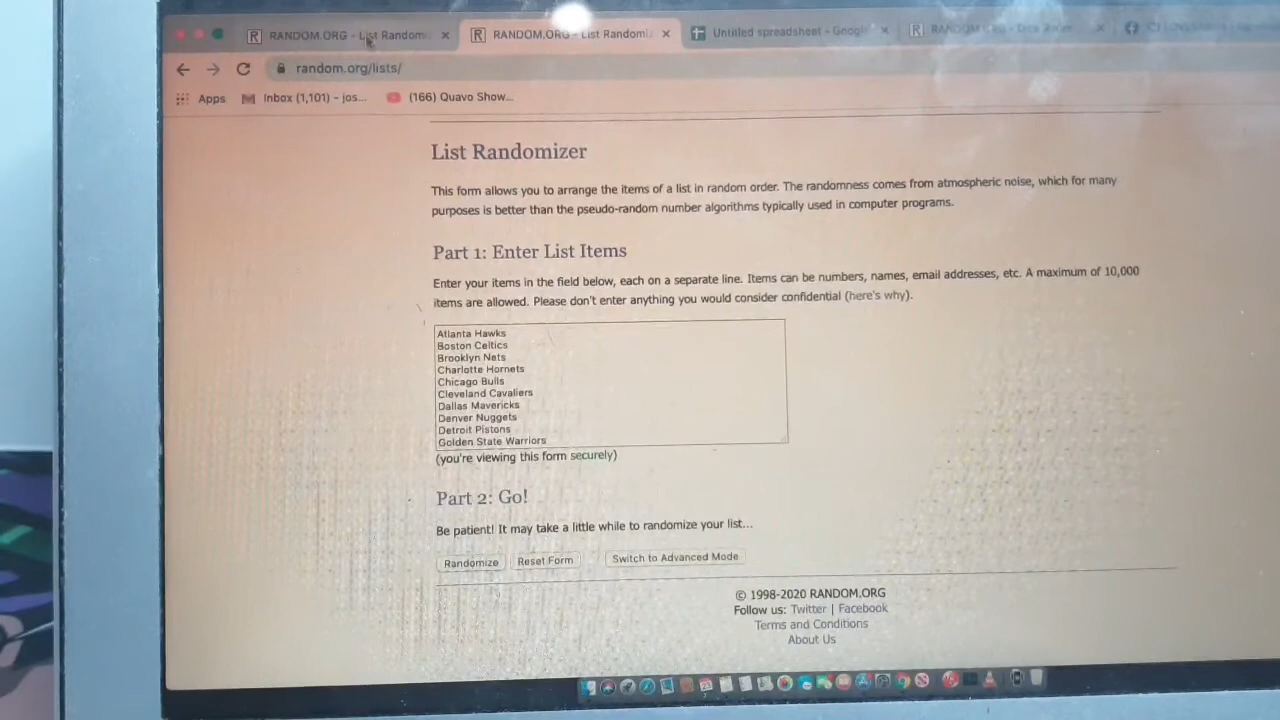 RANDOM.ORG - List Random
RANDOM.ORG - List Randomi
Untitled spreadsheet - Googl
RANDOM
random.org/lists/
Apps
Inbox (1,101) - jos...
(166) Quavo Show...
List Randomizer
This form allows you to arrange the items of a list in random order. The randomness comes from atmospheric noise, which for many
purposes is better than the pseudo-random number algorithms typically used in computer programs.
Part 1: Enter List Items
Enter your items in the field below, each on a separate line. Items can be numbers, names, email addresses, etc. A maximum of 10,000
items are allowed. Please don't enter anything you would consider confidential (here's why).
Atlanta Hawks
Boston Celtics
Brooklyn Nets
Charlotte Hornets
Chicago Bulls
Cleveland Cavaliers
Dallas Mavericks
Denver Nuggets
Detroit Pistons
Golden State Warriors
(you're viewing this form securely)
Part 2: Go!
Be patient! It may take a little while to randomize your list...
Randomize
Reset Form
Switch to Advanced Mode
© 1998-2020 RANDOM.ORG
Follow us: Twitter | Facebook
Terms and Conditions
About Us